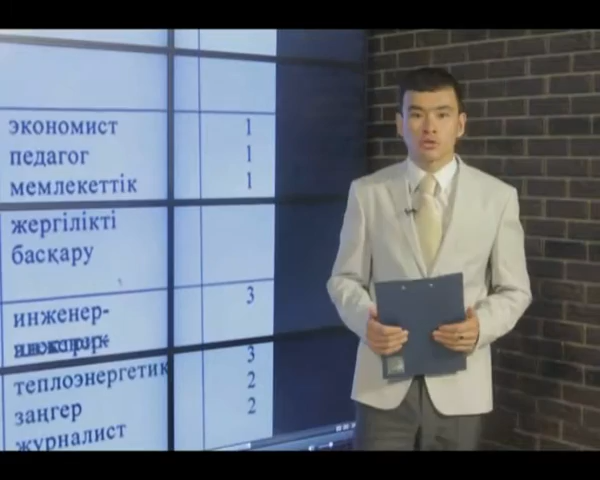 экономист 1
педагог 1
мемлекеттік 1
жергілікті
басқару
инженер- 3
теплоэнергетик 3
заңгер 2
журналист 2